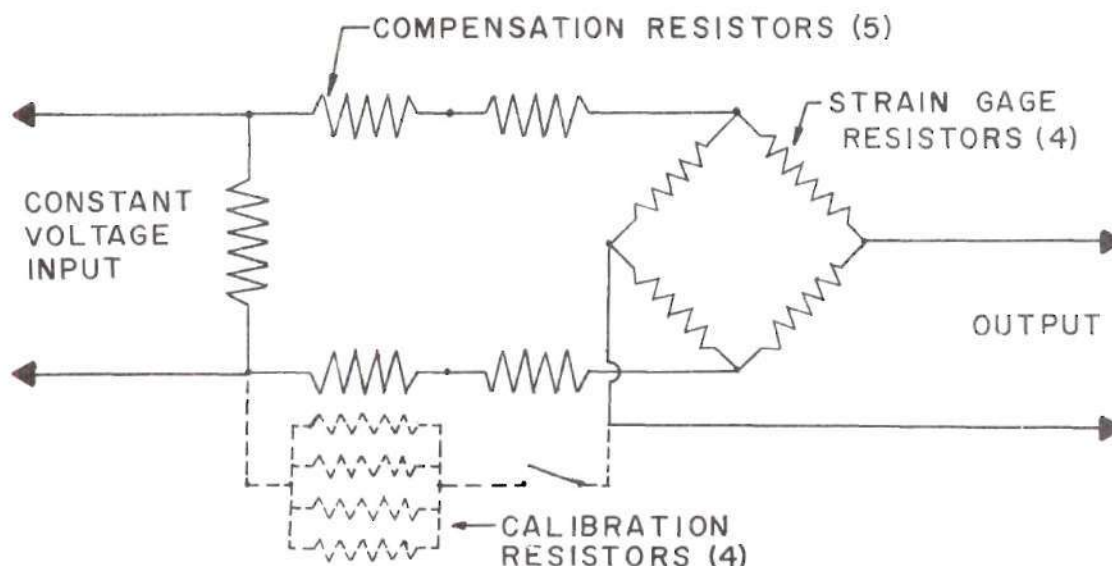 COMPENSATION RESISTORS (5)
STRAIN GAGE
RESISTORS (4)
CONSTANT
VOLTAGE
INPUT
OUTPUT
CALIBRATION
RESISTORS (4)